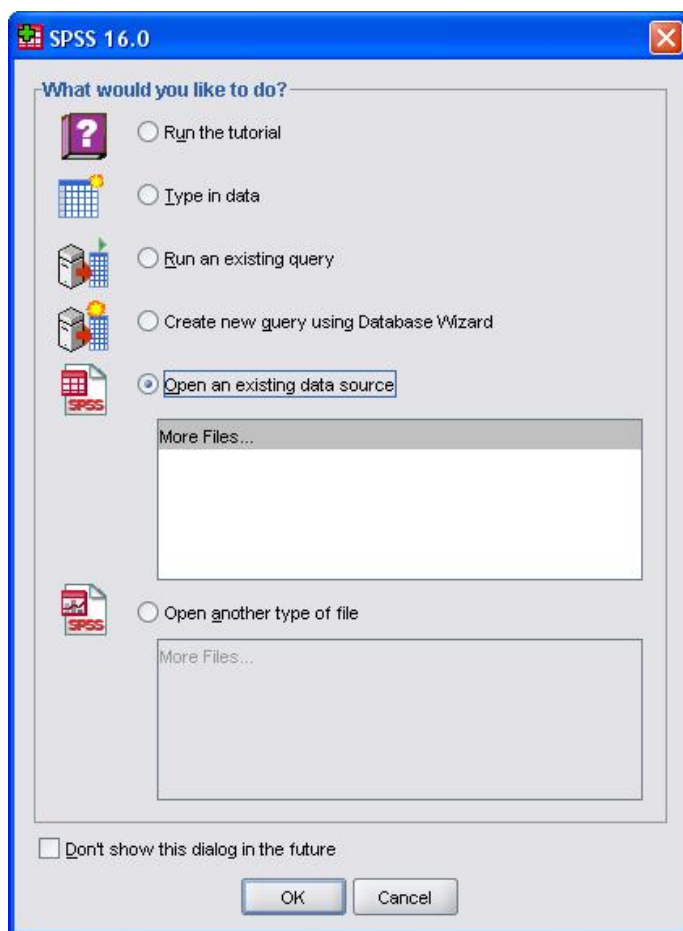 SPSS 16.0
What would you like to do?
?
Run the tutorial
Type in data
Run an existing query
Create new query using Database Wizard
SPSS
Open an existing data source
More Files...
SPSS
Open another type of file
More Files...
Don't show this dialog in the future
OK Cancel